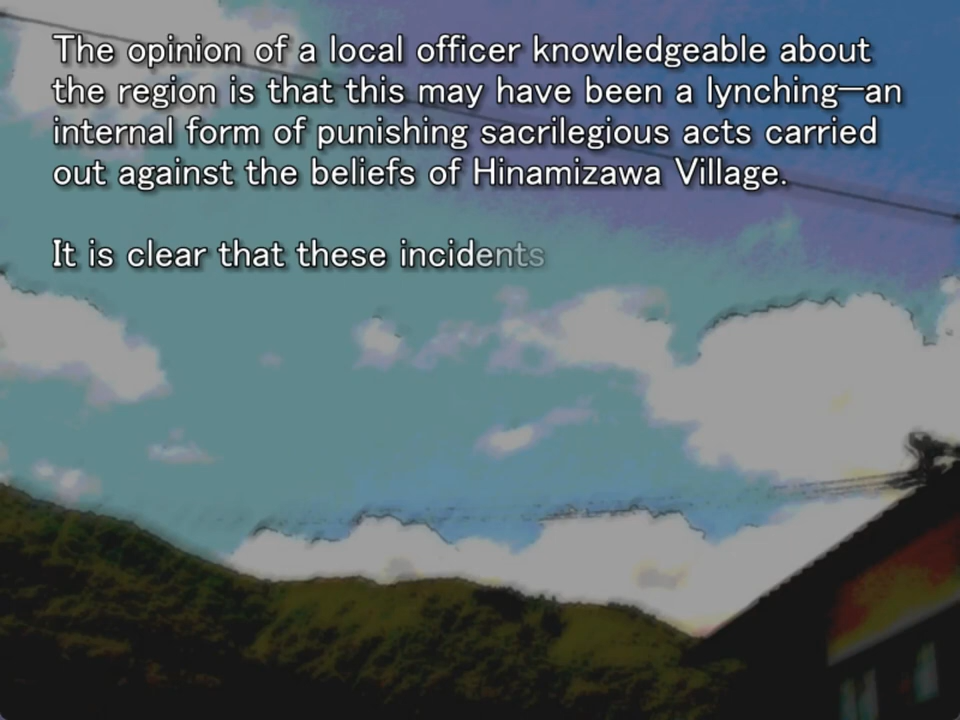 The opinion of a local officer knowledgeable about
the region is that this may have been a lynching—an
internal form of punishing sacrilegious acts carried
out against the beliefs of Hinamizawa Village.
It is clear that these incidents